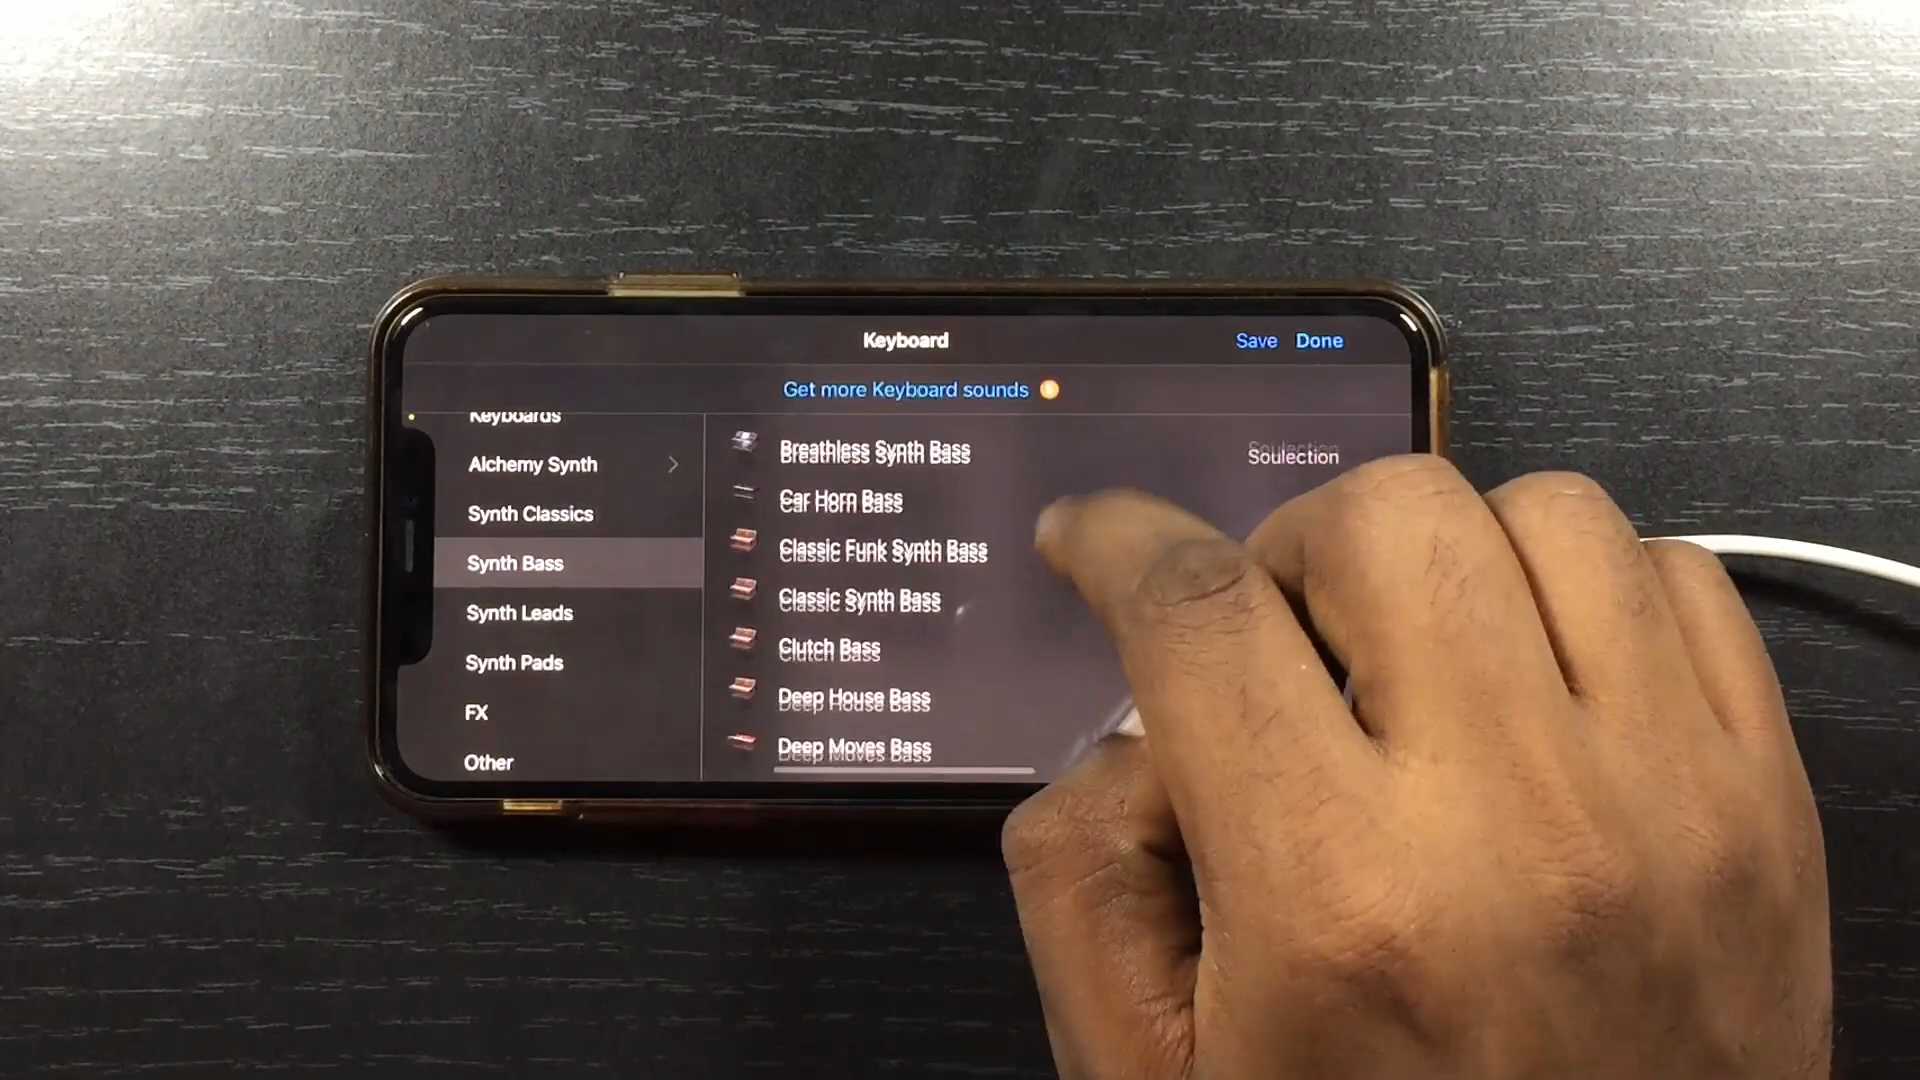 Keyboard
Save Done
Get more Keyboard sounds
Keyboards
Alchemy Synth
Synth Classics
Synth Bass
Synth Leads
Synth Pads
FX
Other
Breathless Synth Bass
Soulection
Car Horn Bass
Classic Funk Synth Bass
Classic Synth Bass
Clutch Bass
Deep House Bass
Deep Moves Bass